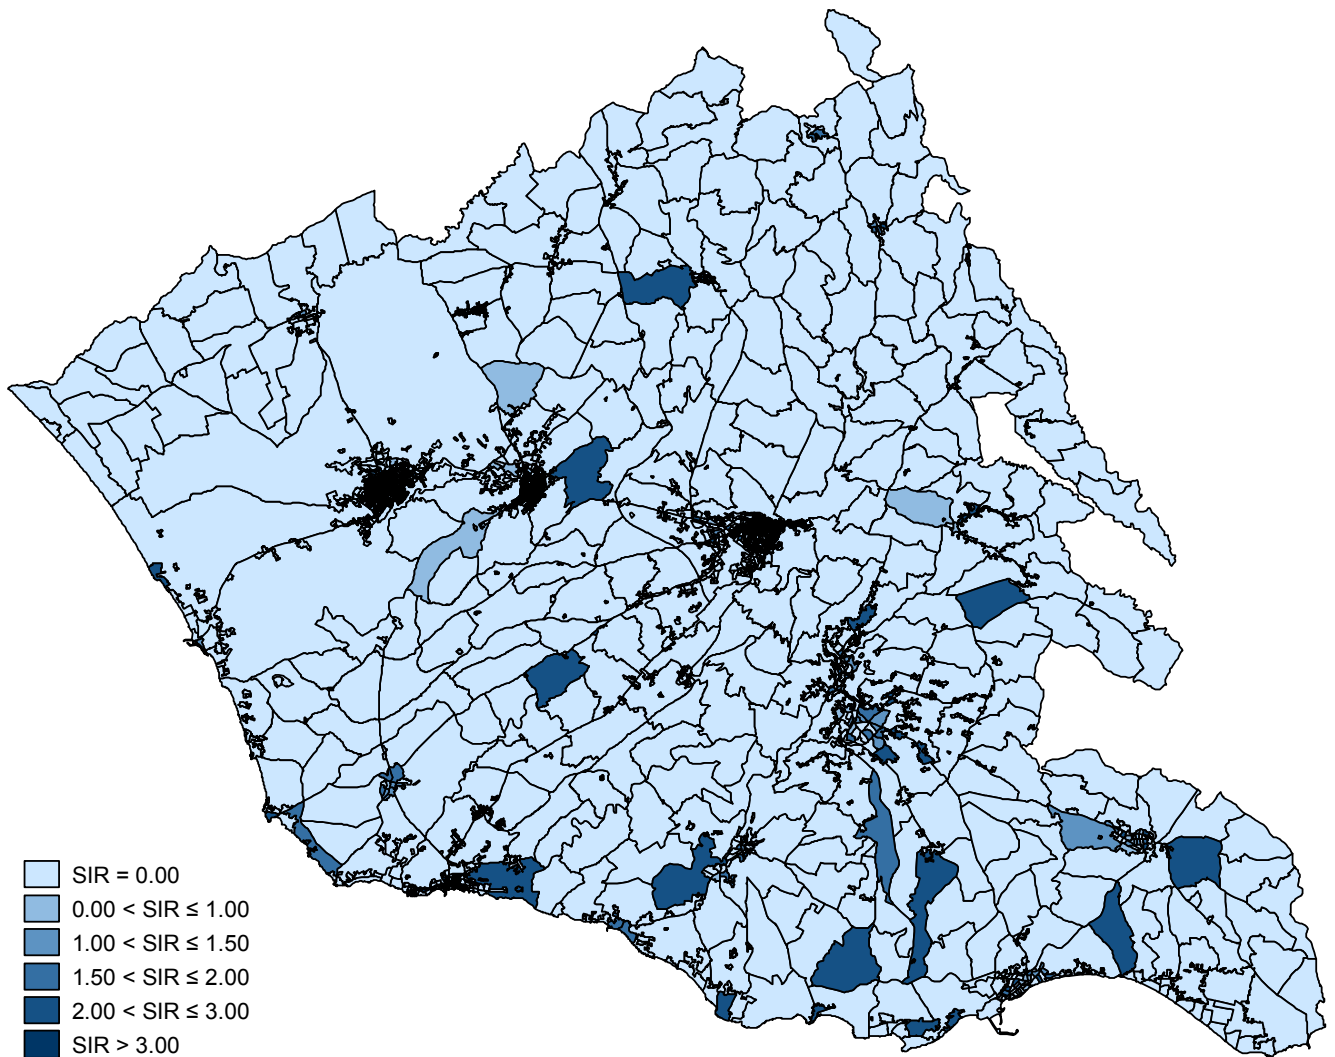 SIR = 0.00
0.00 < SIR ≤ 1.00
1.00 < SIR ≤ 1.50
1.50 < SIR ≤ 2.00
2.00 < SIR ≤ 3.00
SIR > 3.00